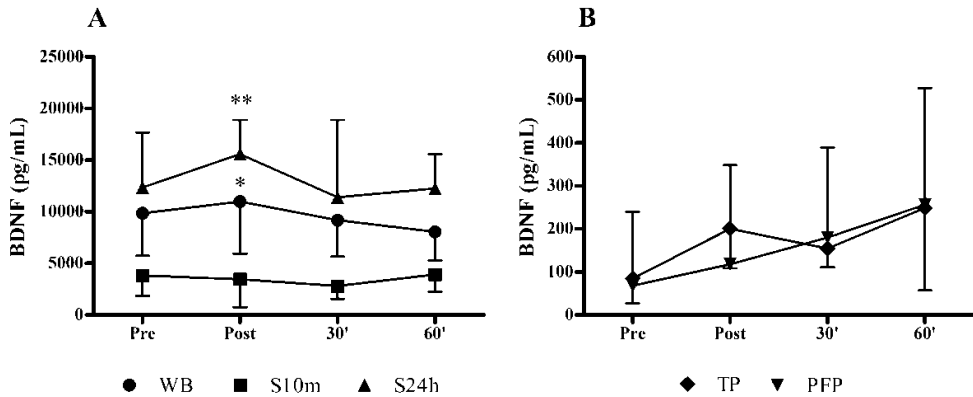 A
25000
20000
15000
10000
5000
0
BDNF (pg/mL)
**
*
Pre Post 30' 60'
WB S10m S24h
B
600
500
400
300
200
100
0
BDNF (pg/mL)
Pre Post 30' 60'
TP PFP